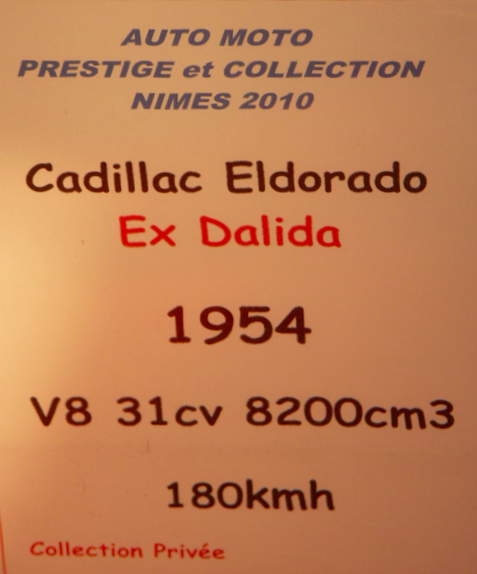 AUTO MOTO
PRESTIGE et COLLECTION
NIMES 2010
Cadillac Eldorado
Ex Dalida
1954
V8 31cv 8200cm3
180kmh
Collection Privée